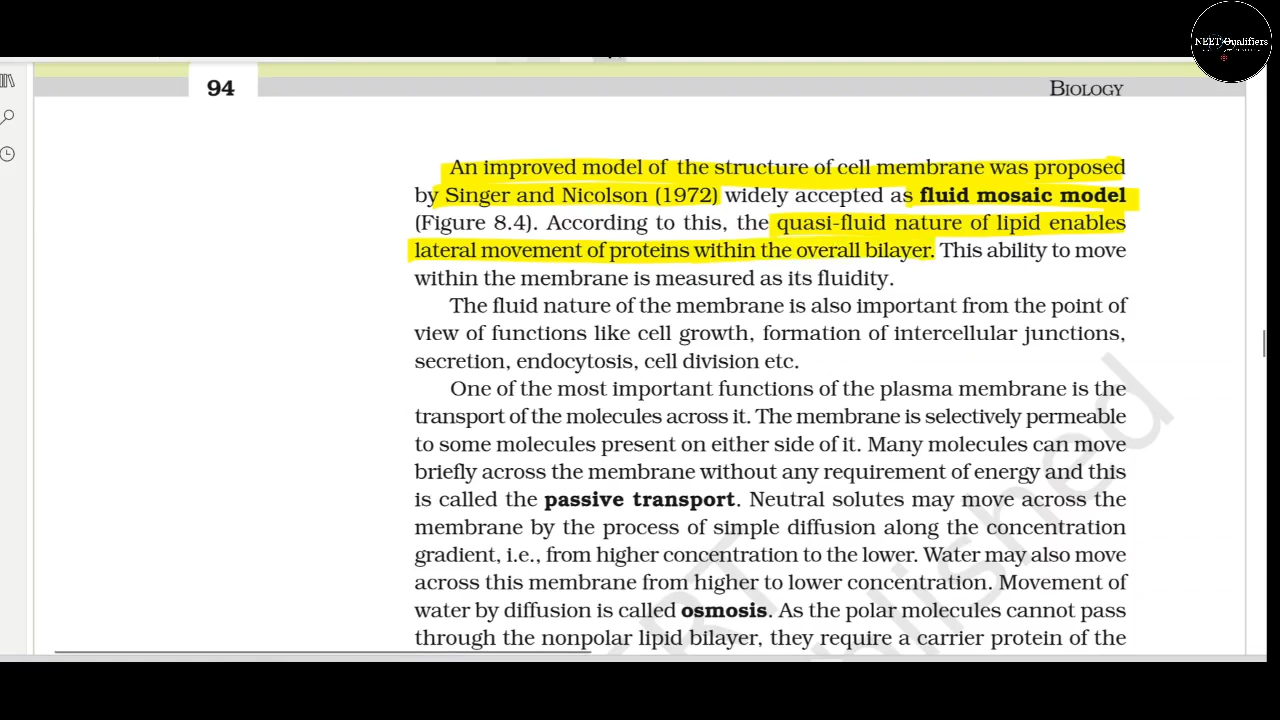 NEET Qualifiers
94
BIOLOGY
An improved model of the structure of cell membrane was proposed
by Singer and Nicolson (1972) widely accepted as fluid mosaic model
(Figure 8.4). According to this, the quasi-fluid nature of lipid enables
lateral movement of proteins within the overall bilayer. This ability to move
within the membrane is measured as its fluidity.
The fluid nature of the membrane is also important from the point of
view of functions like cell growth, formation of intercellular junctions,
secretion, endocytosis, cell division etc.
One of the most important functions of the plasma membrane is the
transport of the molecules across it. The membrane is selectively permeable
to some molecules present on either side of it. Many molecules can move
briefly across the membrane without any requirement of energy and this
is called the passive transport. Neutral solutes may move across the
membrane by the process of simple diffusion along the concentration
gradient, i.e., from higher concentration to the lower. Water may also move
across this membrane from higher to lower concentration. Movement of
water by diffusion is called osmosis. As the polar molecules cannot pass
through the nonpolar lipid bilayer, they require a carrier protein of the